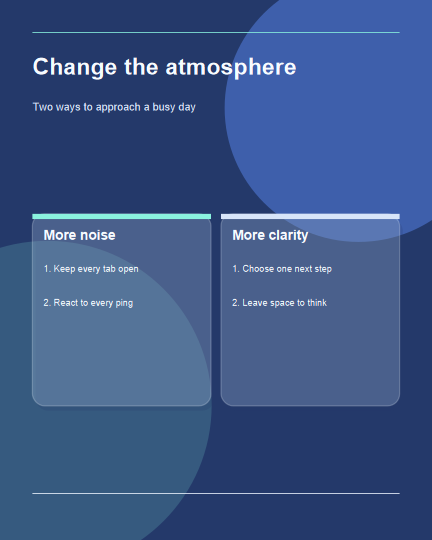 Change the atmosphere
Two ways to approach a busy day
More noise
1. Keep every tab open
2. React to every ping
More clarity
1. Choose one next step
2. Leave space to think